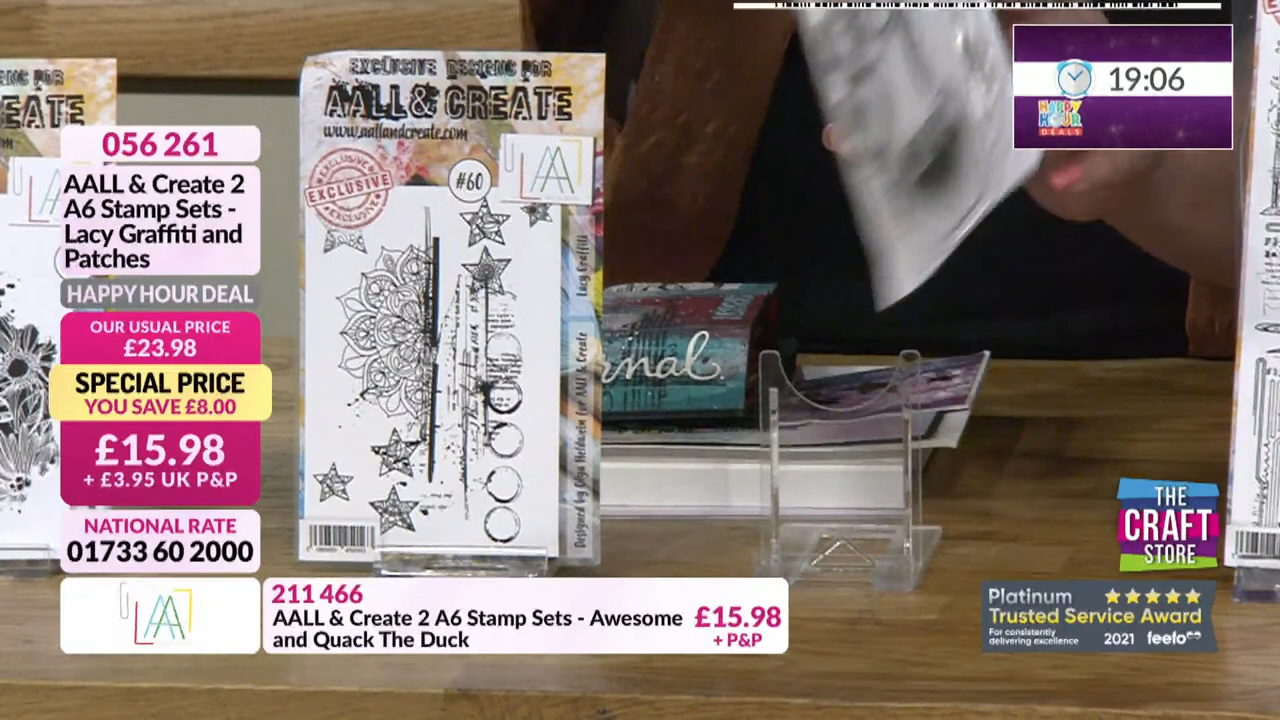 EXCLUSIVE DESIGNS FOR
AALL & CREATE
www.aallandcreate.com
EXCLUSIVE
EXCLUSIVE
EXCLUSIVE
#60
Lacy Graffiti
Designed by Olga Heldwein for AALL & Create
EATE
19:06
HAPPY
HOUR
DEALS
056 261
AALL & Create 2
A6 Stamp Sets -
Lacy Graffiti and
Patches
HAPPY HOUR DEAL
OUR USUAL PRICE
£23.98
SPECIAL PRICE
YOU SAVE £8.00
£15.98
+ £3.95 UK P&P
NATIONAL RATE
01733 60 2000
211 466
AALL & Create 2 A6 Stamp Sets - Awesome
and Quack The Duck
£15.98
+ P&P
THE
CRAFT
STORE
Platinum
Trusted Service Award
For consistently
delivering excellence
2021 feefo